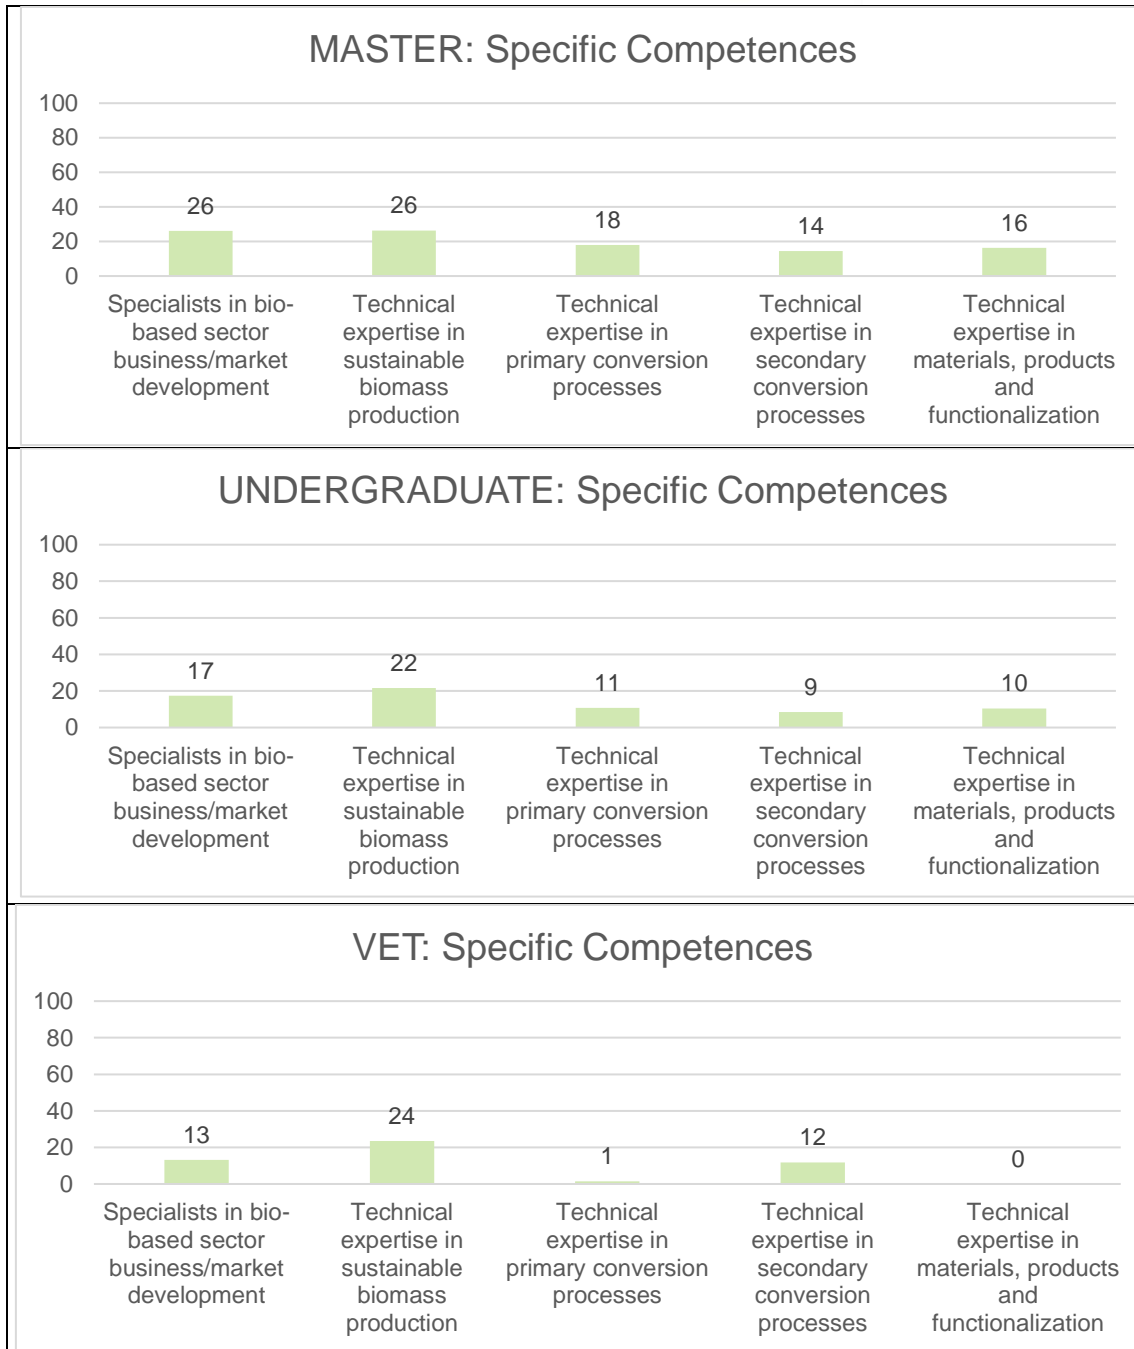 MASTER: Specific Competences
100
80
60
40
20
0
26
26
18
14
16
Specialists in bio-
based sector
business/market
development
Technical
expertise in
sustainable
biomass
production
Technical
expertise in
primary conversion
processes
Technical
expertise in
secondary
conversion
processes
Technical
expertise in
materials, products
and
functionalization
UNDERGRADUATE: Specific Competences
100
80
60
40
20
0
17
22
11
9
10
Specialists in bio-
based sector
business/market
development
Technical
expertise in
sustainable
biomass
production
Technical
expertise in
primary conversion
processes
Technical
expertise in
secondary
conversion
processes
Technical
expertise in
materials, products
and
functionalization
VET: Specific Competences
100
80
60
40
20
0
13
24
1
12
0
Specialists in bio-
based sector
business/market
development
Technical
expertise in
sustainable
biomass
production
Technical
expertise in
primary conversion
processes
Technical
expertise in
secondary
conversion
processes
Technical
expertise in
materials, products
and
functionalization